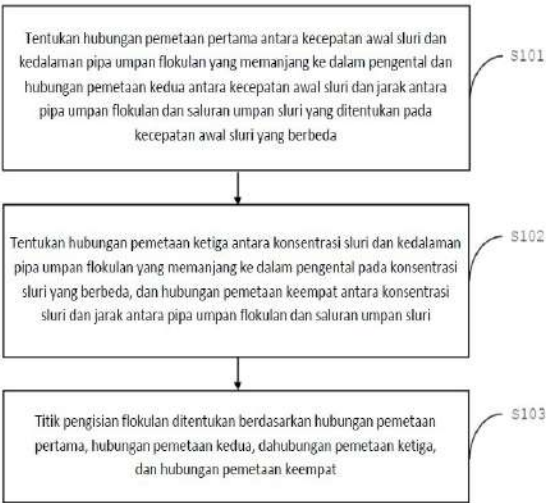 Tentukan hubungan pemetaan pertama antara kecepatan awal sluri dan
kedalaman pipa umpan flokulan yang memanjang ke dalam pengental dan
hubungan pemetaan kedua antara kecepatan awal sluri dan jarak antara
pipa umpan flokulan dan saluran umpan sluri yang ditentukan pada
kecepatan awal sluri yang berbeda
S101
Tentukan hubungan pemetaan ketiga antara konsentrasi sluri dan kedalaman
pipa umpan flokulan yang memanjang ke dalam pengental pada konsentrasi
sluri yang berbeda, dan hubungan pemetaan keempat antara konsentrasi
sluri dan jarak antara pipa umpan flokulan dan saluran umpan sluri
S102
Titik pengisian flokulan ditentukan berdasarkan hubungan pemetaan
pertama, hubungan pemetaan kedua, dahubungan pemetaan ketiga,
dan hubungan pemetaan keempat
S103